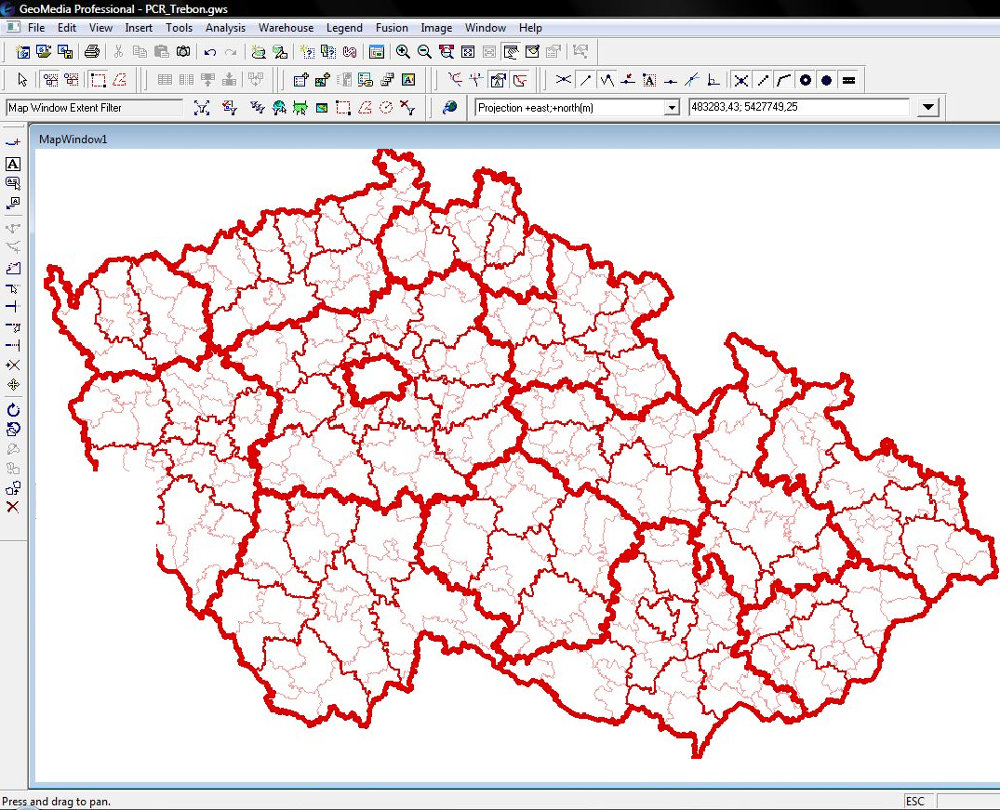 GeoMedia Professional - PCR_Trebon.gws
File Edit View Insert Tools Analysis Warehouse Legend Fusion Image Window Help
Map Window Extent Filter Projection +east;+north(m) 483283,43; 5427749,25
MapWindow1
Press and drag to pan. ESC